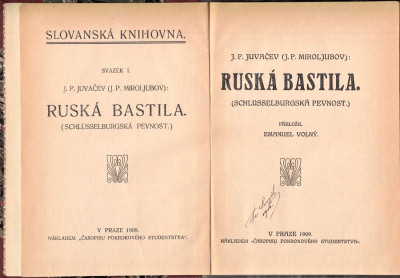 SLOVANSKÁ KNIHOVNA.
SVAZEK I.
J. P. JUVAČEV (J. P. MIROLJUBOV):
RUSKÁ BASTILA.
(SCHLÜSSELBURGSKÁ PEVNOST.)
V PRAZE 1909.
NÁKLADEM „ČASOPISU POKROKOVÉHO STUDENTSTVA“.
J. P. JUVAČEV (J. P. MIROLJUBOV):
RUSKÁ BASTILA.
(SCHLÜSSELBURGSKÁ PEVNOST.)
PŘELOŽIL
EMANUEL VOLNÝ.
V PRAZE 1909.
NÁKLADEM „ČASOPISU POKROKOVÉHO STUDENTSTVA“.